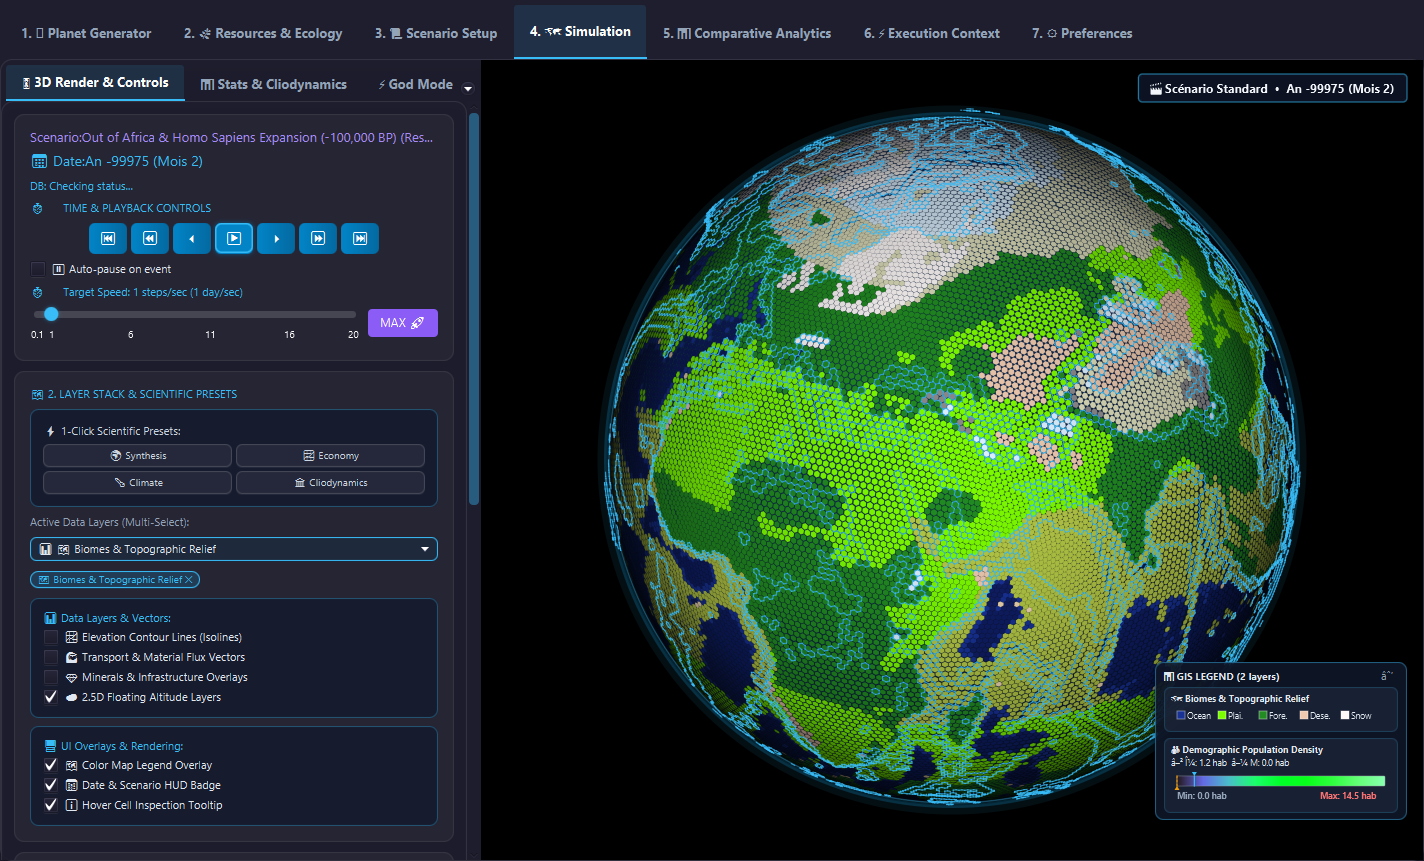 1. Planet Generator
2. Resources & Ecology
3. Scenario Setup
4. Simulation
5. Comparative Analytics
6. Execution Context
7. Preferences
3D Render & Controls
Stats & Cliodynamics
God Mode
Scenario:Out of Africa & Homo Sapiens Expansion (-100,000 BP) (Res...
Date:An -99975 (Mois 2)
DB: Checking status...
TIME & PLAYBACK CONTROLS
Auto-pause on event
Target Speed: 1 steps/sec (1 day/sec)
0.1 1 6 11 16 20
MAX
2. LAYER STACK & SCIENTIFIC PRESETS
1-Click Scientific Presets:
Synthesis
Economy
Climate
Cliodynamics
Active Data Layers (Multi-Select):
Biomes & Topographic Relief
Biomes & Topographic Relief
Data Layers & Vectors:
Elevation Contour Lines (Isolines)
Transport & Material Flux Vectors
Minerals & Infrastructure Overlays
2.5D Floating Altitude Layers
UI Overlays & Rendering:
Color Map Legend Overlay
Date & Scenario HUD Badge
Hover Cell Inspection Tooltip
Scénario Standard • An -99975 (Mois 2)
GIS LEGEND (2 layers)
Biomes & Topographic Relief
Ocean Plai. Fore. Dese. Snow
Demographic Population Density
â–² Î¼: 1.2 hab â–¼ M: 0.0 hab
Min: 0.0 hab Max: 14.5 hab